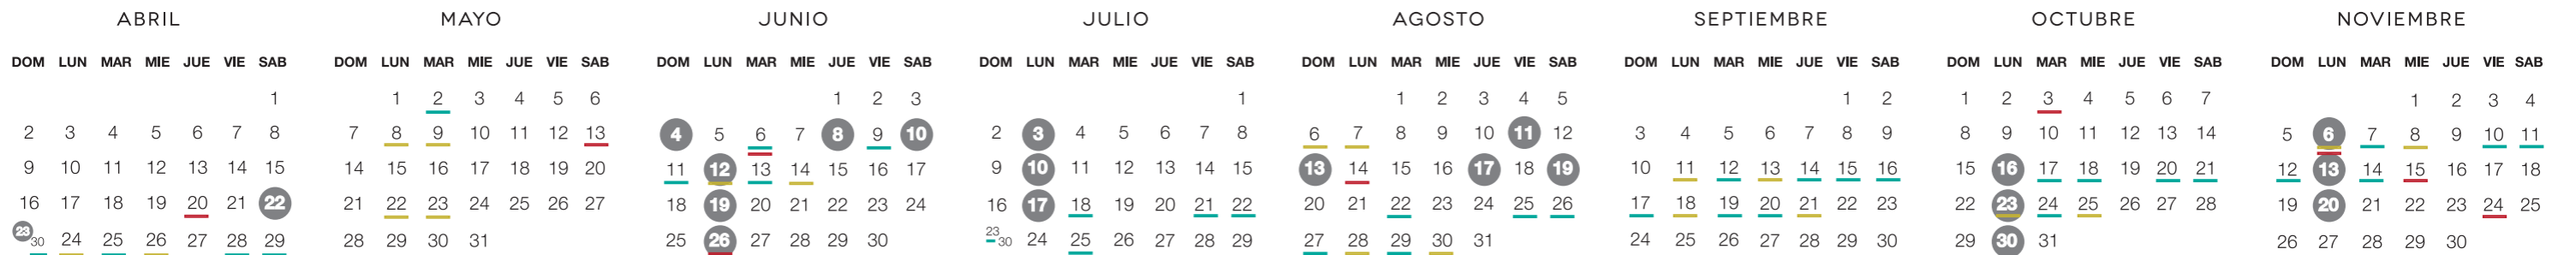 ABRIL MAYO JUNIO JULIO AGOSTO SEPTIEMBRE OCTUBRE NOVIEMBRE
DOM LUN MAR MIE JUE VIE SAB DOM LUN MAR MIE JUE VIE SAB DOM LUN MAR MIE JUE VIE SAB DOM LUN MAR MIE JUE VIE SAB DOM LUN MAR MIE JUE VIE SAB DOM LUN MAR MIE JUE VIE SAB DOM LUN MAR MIE JUE VIE SAB DOM LUN MAR MIE JUE VIE SAB
1 1 2 3 4 5 6 1 2 3 1 1 2 3 4 5 1 2 1 2 3 4 5 6 7 1 2 3 4
2 3 4 5 6 7 8 7 8 9 10 11 12 13 4 5 6 7 8 9 10 2 3 4 5 6 7 8 6 7 8 9 10 11 12 3 4 5 6 7 8 9 8 9 10 11 12 13 14 5 6 7 8 9 10 11
9 10 11 12 13 14 15 14 15 16 17 18 19 20 11 12 13 14 15 16 17 9 10 11 12 13 14 15 13 14 15 16 17 18 19 10 11 12 13 14 15 16 15 16 17 18 19 20 21 12 13 14 15 16 17 18
16 17 18 19 20 21 22 21 22 23 24 25 26 27 18 19 20 21 22 23 24 16 17 18 19 20 21 22 20 21 22 23 24 25 26 17 18 19 20 21 22 23 22 23 24 25 26 27 28 19 20 21 22 23 24 25
23 30 24 25 26 27 28 29 28 29 30 31 25 26 27 28 29 30 23 30 24 25 26 27 28 29 27 28 29 30 31 24 25 26 27 28 29 30 29 30 31 26 27 28 29 30